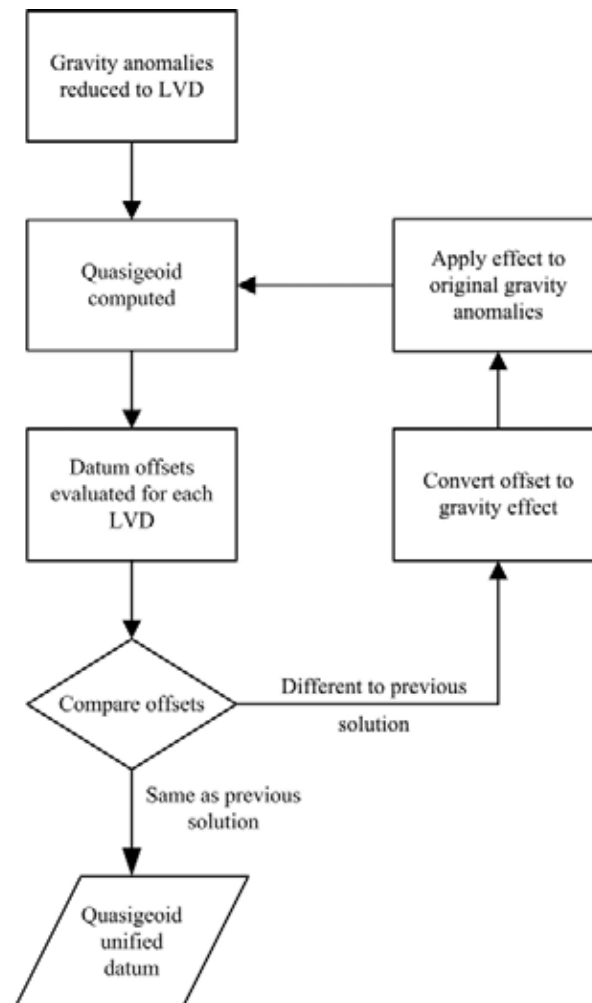 Gravity anomalies
reduced to LVD
Quasigeoid
computed
Apply effect to
original gravity
anomalies
Datum offsets
evaluated for each
LVD
Convert offset to
gravity effect
Compare offsets
Different to previous
solution
Same as previous
solution
Quasigeoid
unified
datum